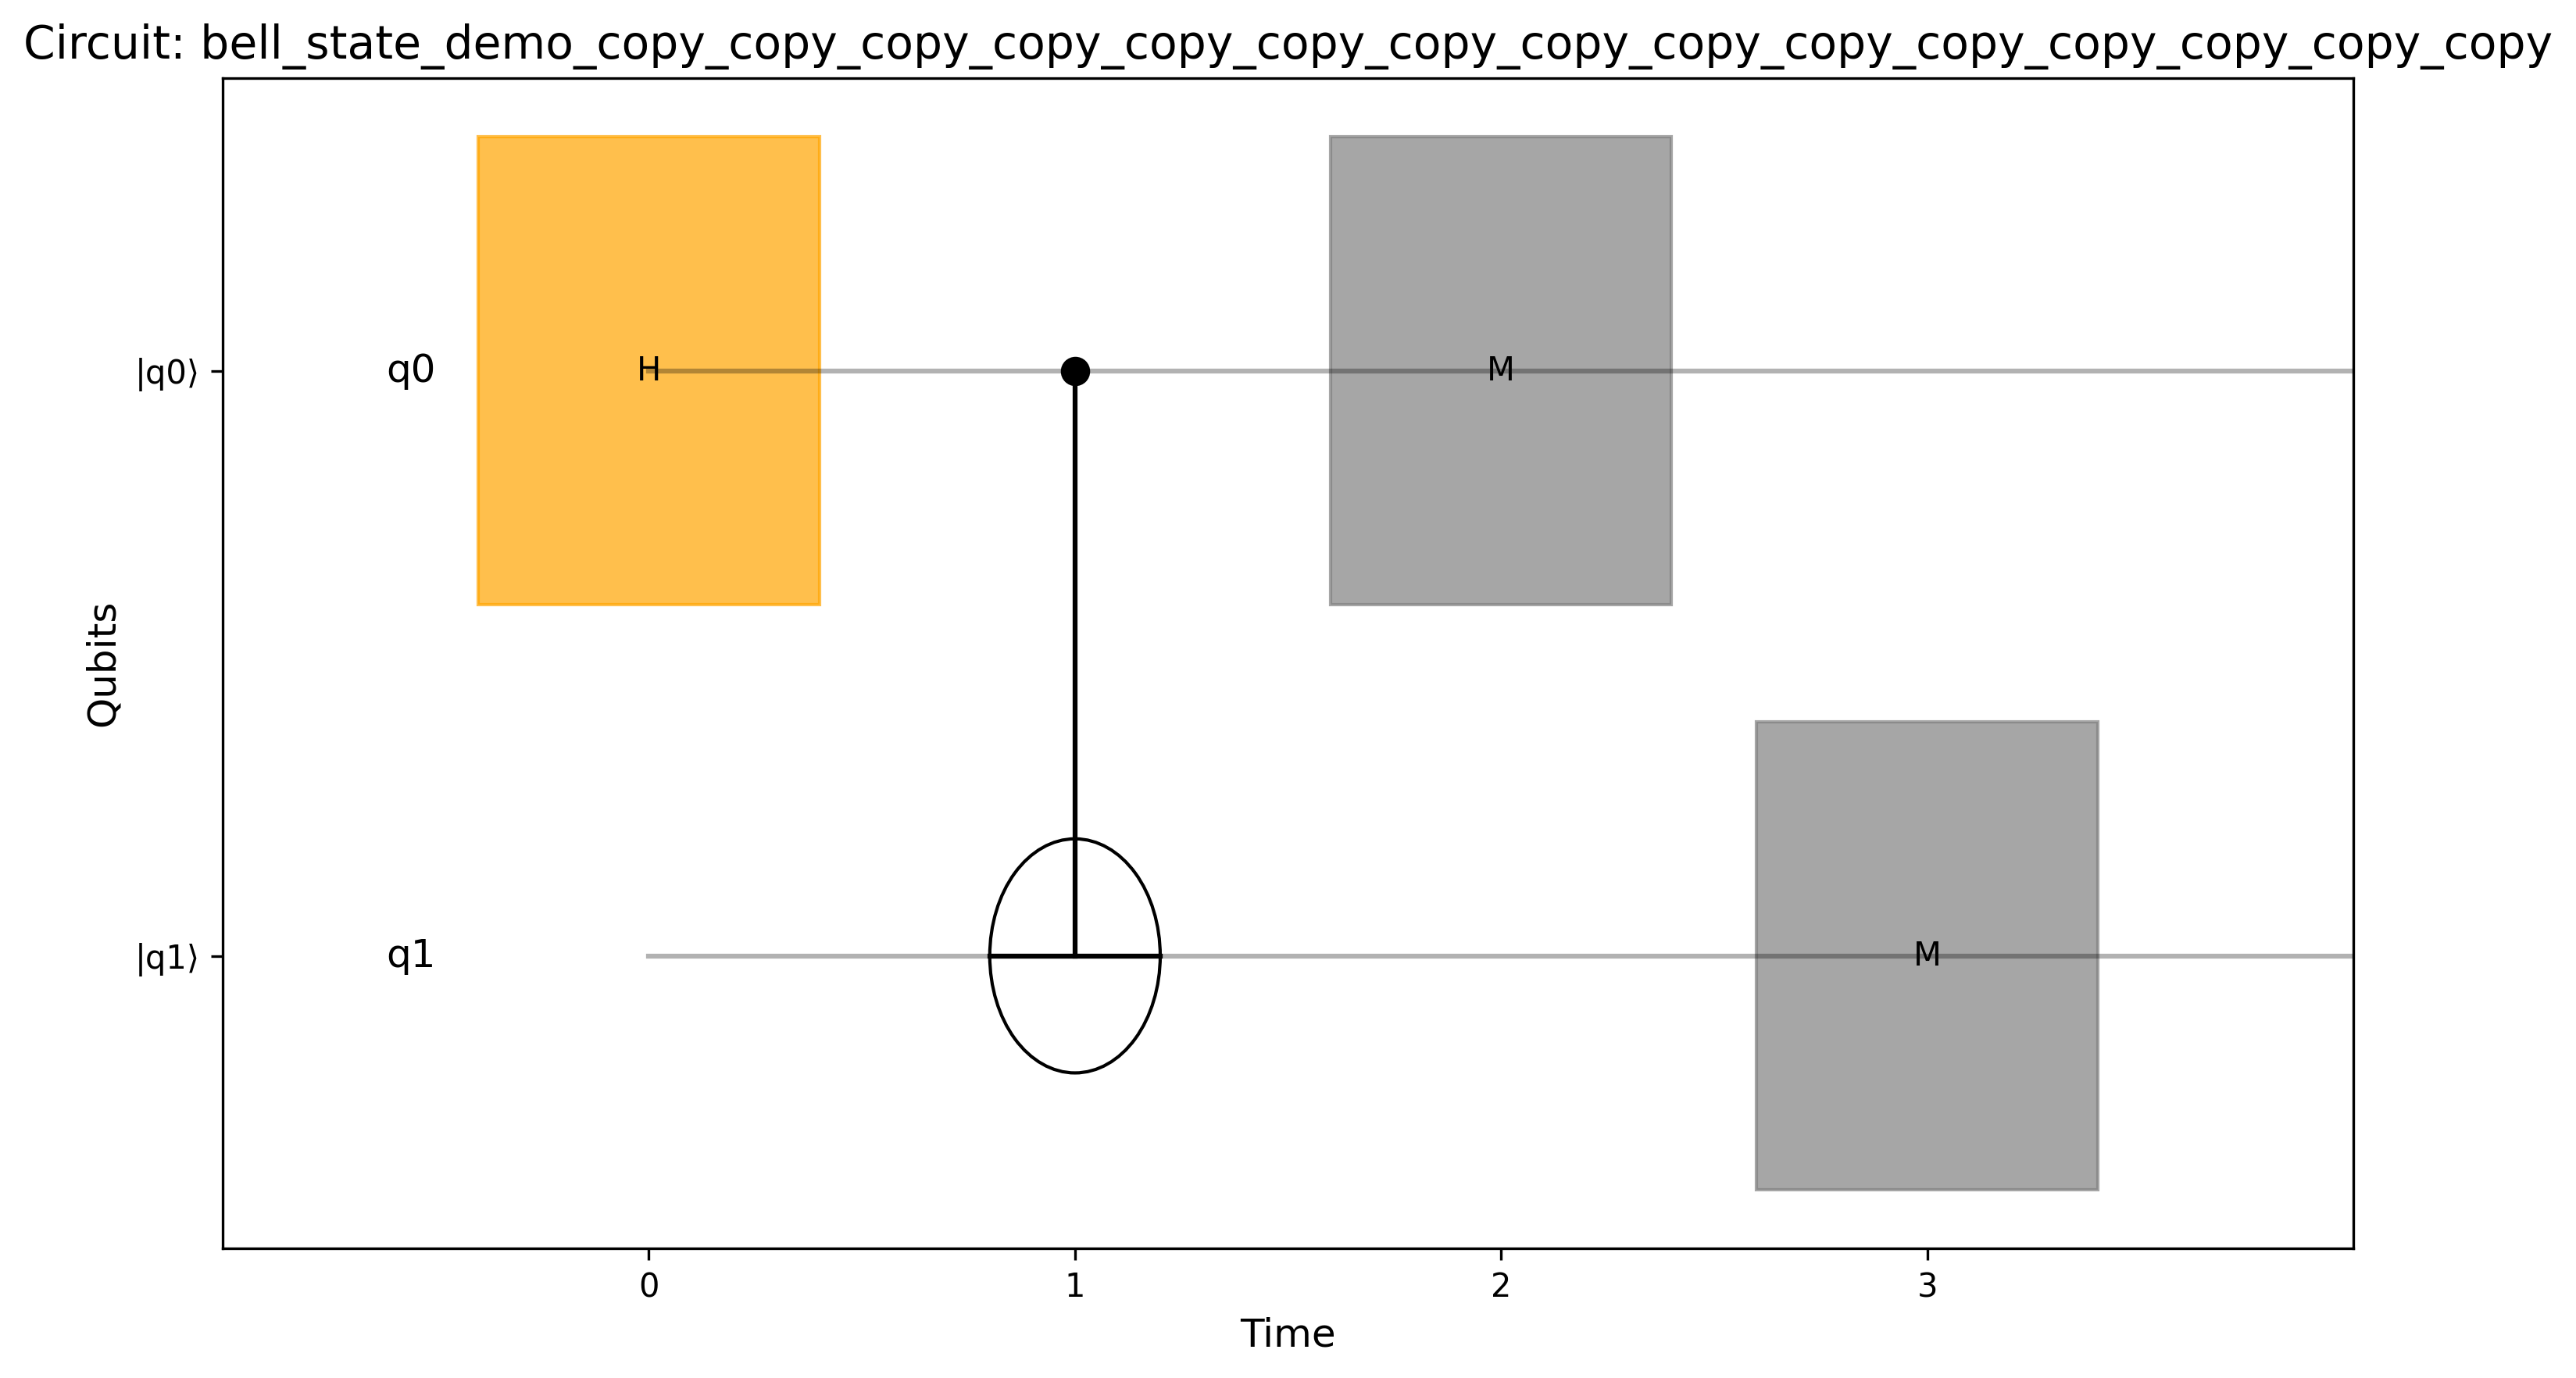 Circuit: bell_state_demo_copy_copy_copy_copy_copy_copy_copy_copy_copy_copy_copy_copy_copy_copy_copy
|q0⟩
q0
H
M
Qubits
|q1⟩
q1
M
0
1
2
3
Time